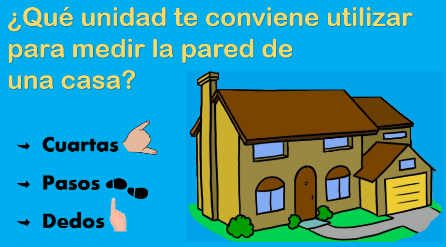 ¿Qué unidad te conviene utilizar
para medir la pared de
una casa?
→ Cuartas
→ Pasos
→ Dedos